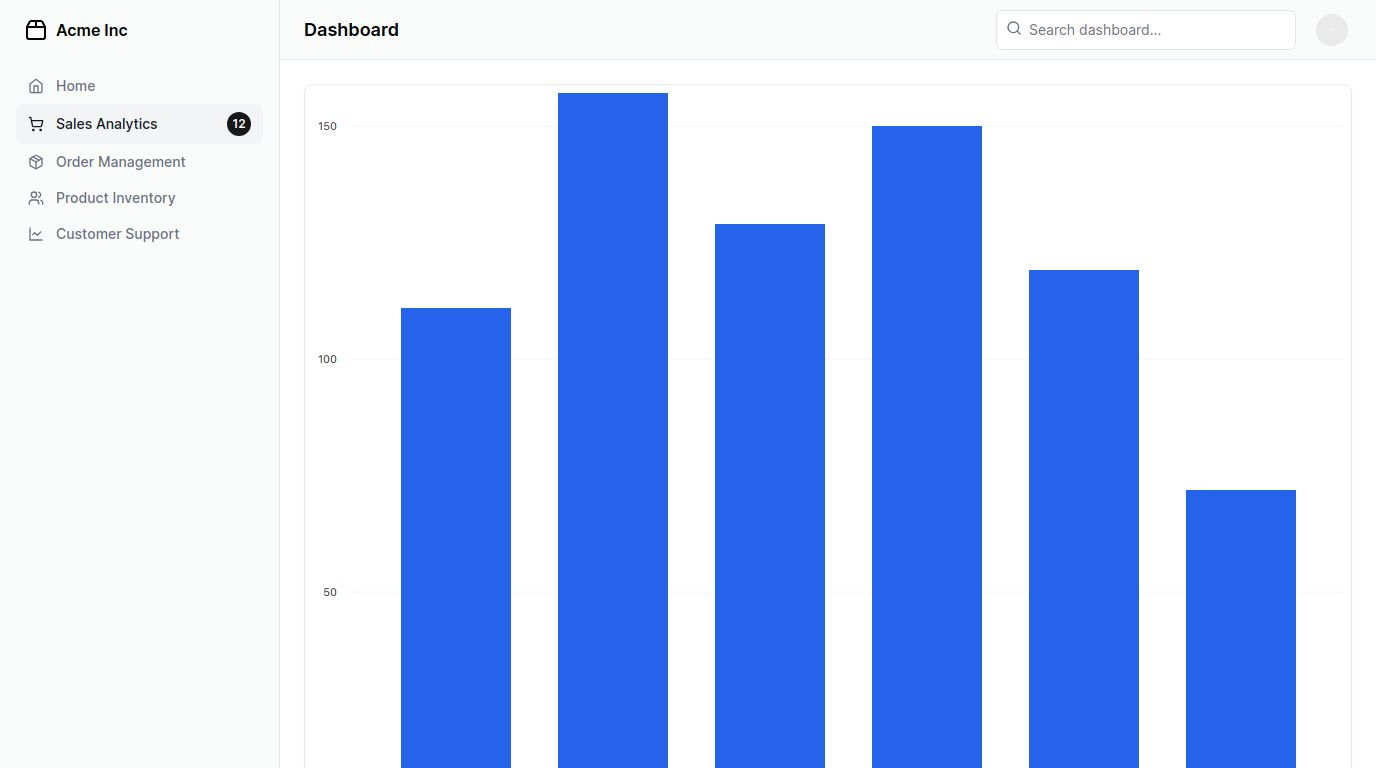 Acme Inc
Home
Sales Analytics 12
Order Management
Product Inventory
Customer Support
Dashboard
Search dashboard...
150
100
50